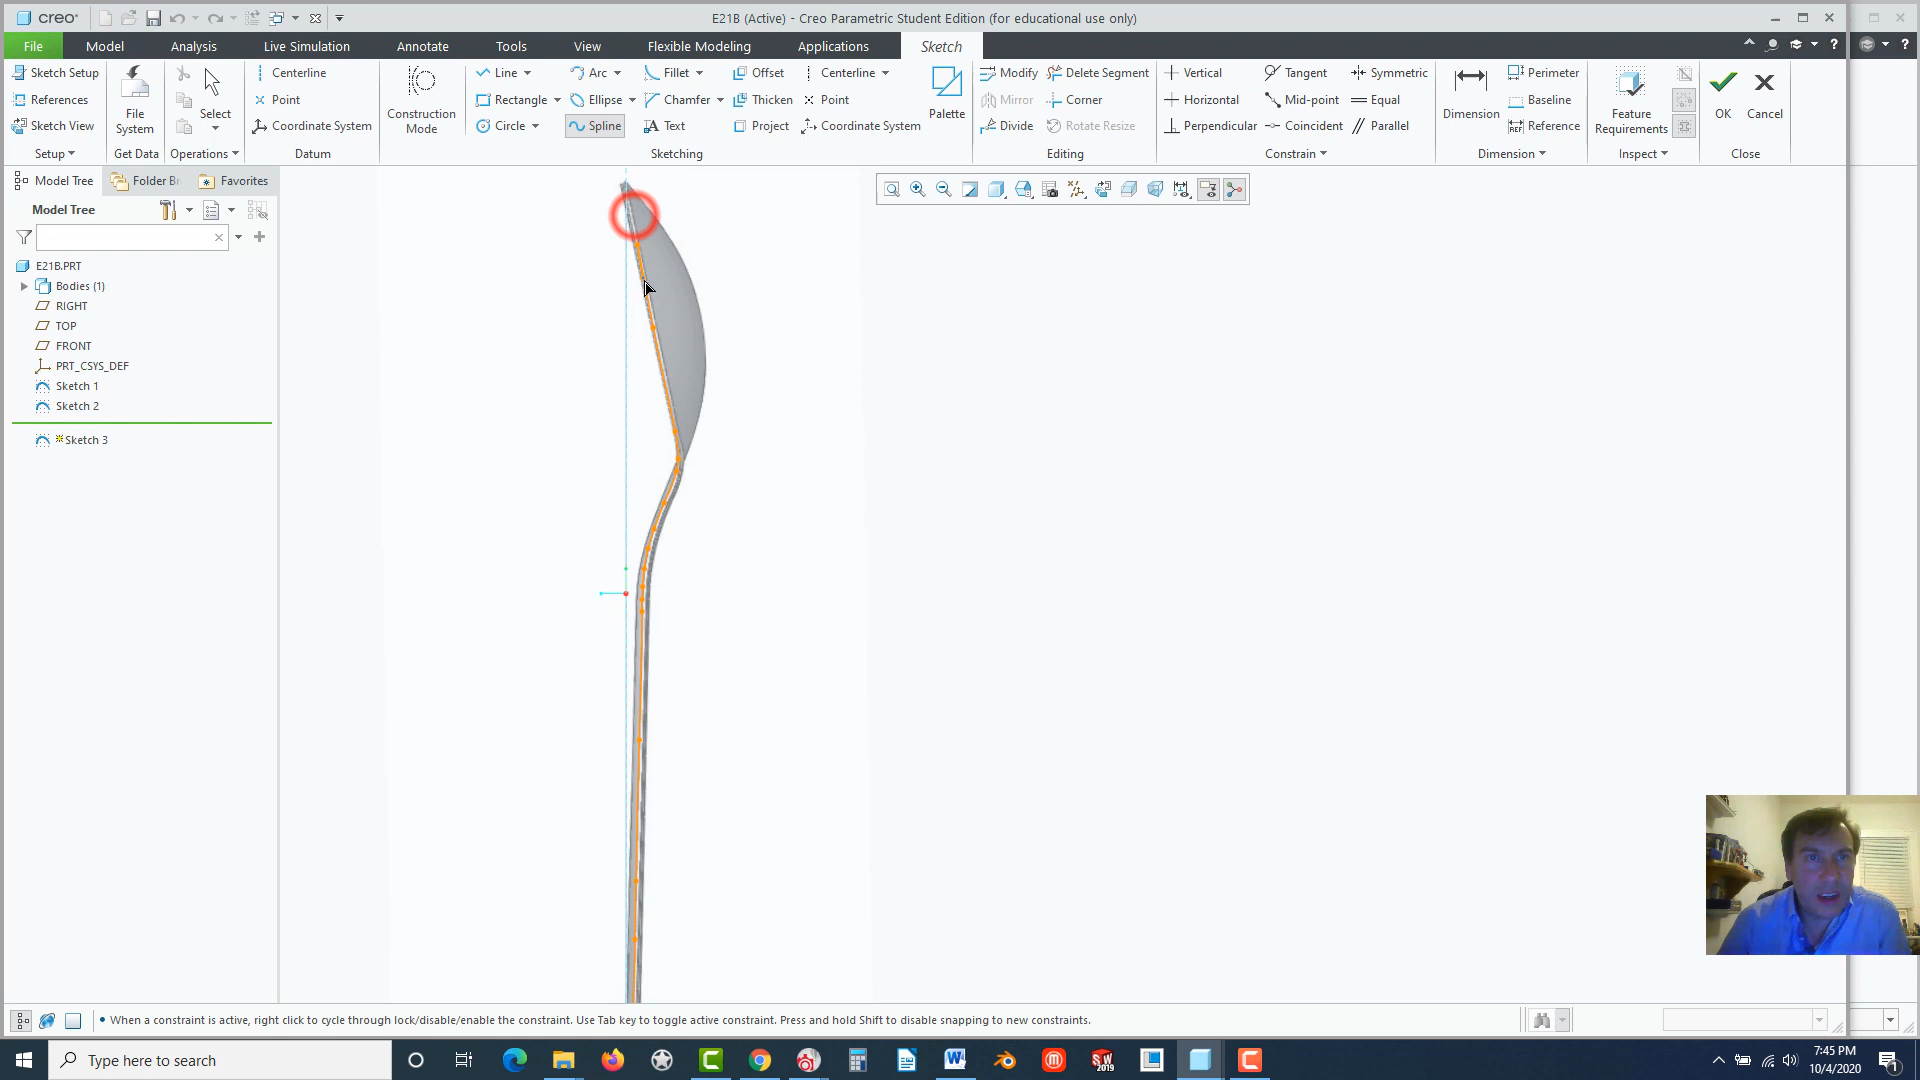 creo°
E21B (Active) - Creo Parametric Student Edition (for educational use only)
File Model Analysis Live Simulation Annotate Tools View Flexible Modeling Applications Sketch
Sketch Setup
References
Sketch View
Setup
File System
Get Data
Select
Operations
Centerline
Point
Coordinate System
Datum
Construction Mode
Line Arc Fillet Offset Centerline
Rectangle Ellipse Chamfer Thicken Point
Circle Spline Text Project Coordinate System
Palette
Sketching
Modify Delete Segment
Mirror Corner
Divide Rotate Resize
Editing
Vertical Tangent Symmetric
Horizontal Mid-point Equal
Perpendicular Coincident Parallel
Constrain
Dimension
Perimeter
Baseline
REF Reference
Dimension
Feature Requirements
Inspect
OK
Cancel
Close
Model Tree Folder Br Favorites
Model Tree
E21B.PRT
Bodies (1)
RIGHT
TOP
FRONT
PRT_CSYS_DEF
Sketch 1
Sketch 2
Sketch 3
• When a constraint is active, right click to cycle through lock/disable/enable the constraint. Use Tab key to toggle active constraint. Press and hold Shift to disable snapping to new constraints.
Type here to search
7:45 PM
10/4/2020